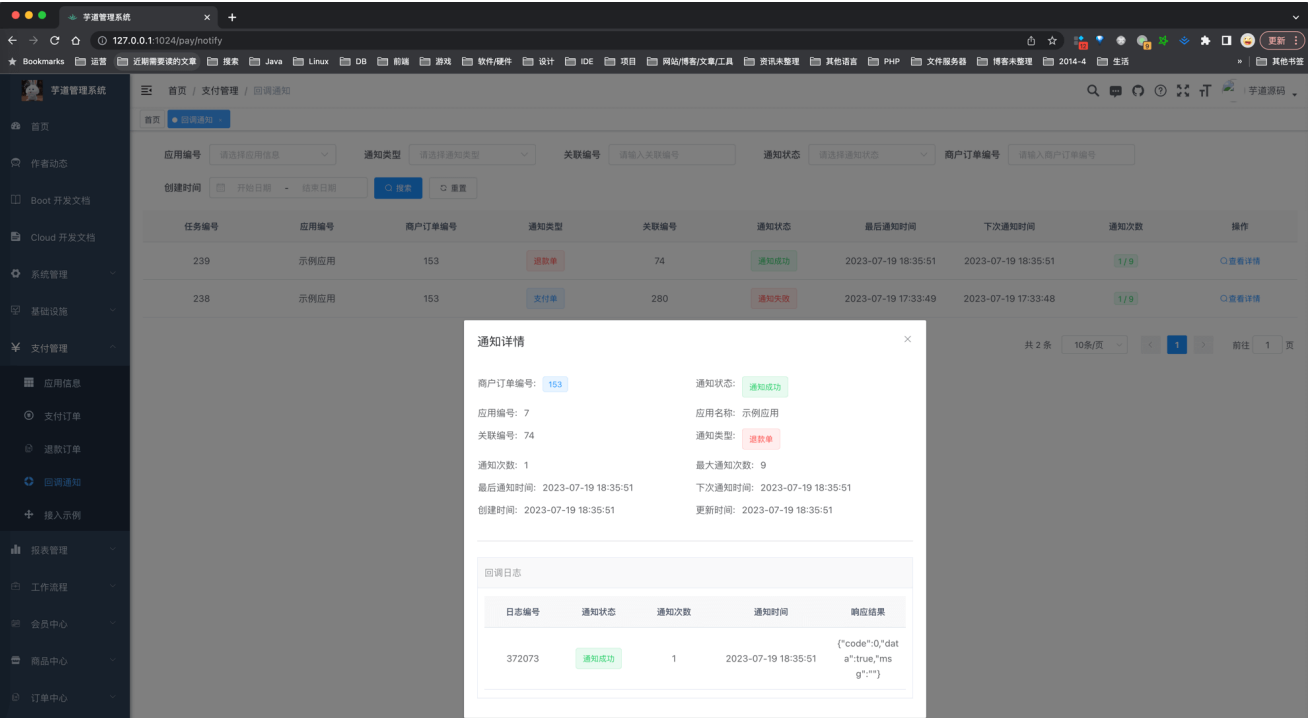 芋道管理系统
127.0.0.1:1024/pay/notify
更新
Bookmarks 运营 近期需要读的文章 搜索 Java Linux DB 前端 游戏 软件/硬件 设计 IDE 项目 网站/博客/文章/工具 资讯未整理 其他语言 PHP 文件服务器 博客未整理 2014-4 生活 » 其他书签
芋道管理系统
首页 / 支付管理 / 回调通知
芋道源码
首页
作者动态
Boot 开发文档
Cloud 开发文档
系统管理
基础设施
支付管理
应用信息
支付订单
退款订单
回调通知
接入示例
报表管理
工作流程
会员中心
商品中心
订单中心
首页 回调通知
应用编号 请选择应用信息 通知类型 请选择通知类型 关联编号 请输入关联编号 通知状态 请选择通知状态 商户订单编号 请输入商户订单编号
创建时间 开始日期 - 结束日期 搜索 重置
任务编号 应用编号 商户订单编号 通知类型 关联编号 通知状态 最后通知时间 下次通知时间 通知次数 操作
239 示例应用 153 退款单 74 通知成功 2023-07-19 18:35:51 2023-07-19 18:35:51 1 / 9 查看详情
238 示例应用 153 支付单 280 通知失败 2023-07-19 17:33:49 2023-07-19 17:33:48 1 / 9 查看详情
共 2 条 10条/页 1 前往 1 页
通知详情
商户订单编号: 153 通知状态: 通知成功
应用编号: 7 应用名称: 示例应用
关联编号: 74 通知类型: 退款单
通知次数: 1 最大通知次数: 9
最后通知时间: 2023-07-19 18:35:51 下次通知时间: 2023-07-19 18:35:51
创建时间: 2023-07-19 18:35:51 更新时间: 2023-07-19 18:35:51
回调日志
日志编号 通知状态 通知次数 通知时间 响应结果
372073 通知成功 1 2023-07-19 18:35:51 {"code":0,"dat
a":true,"ms
g":""}